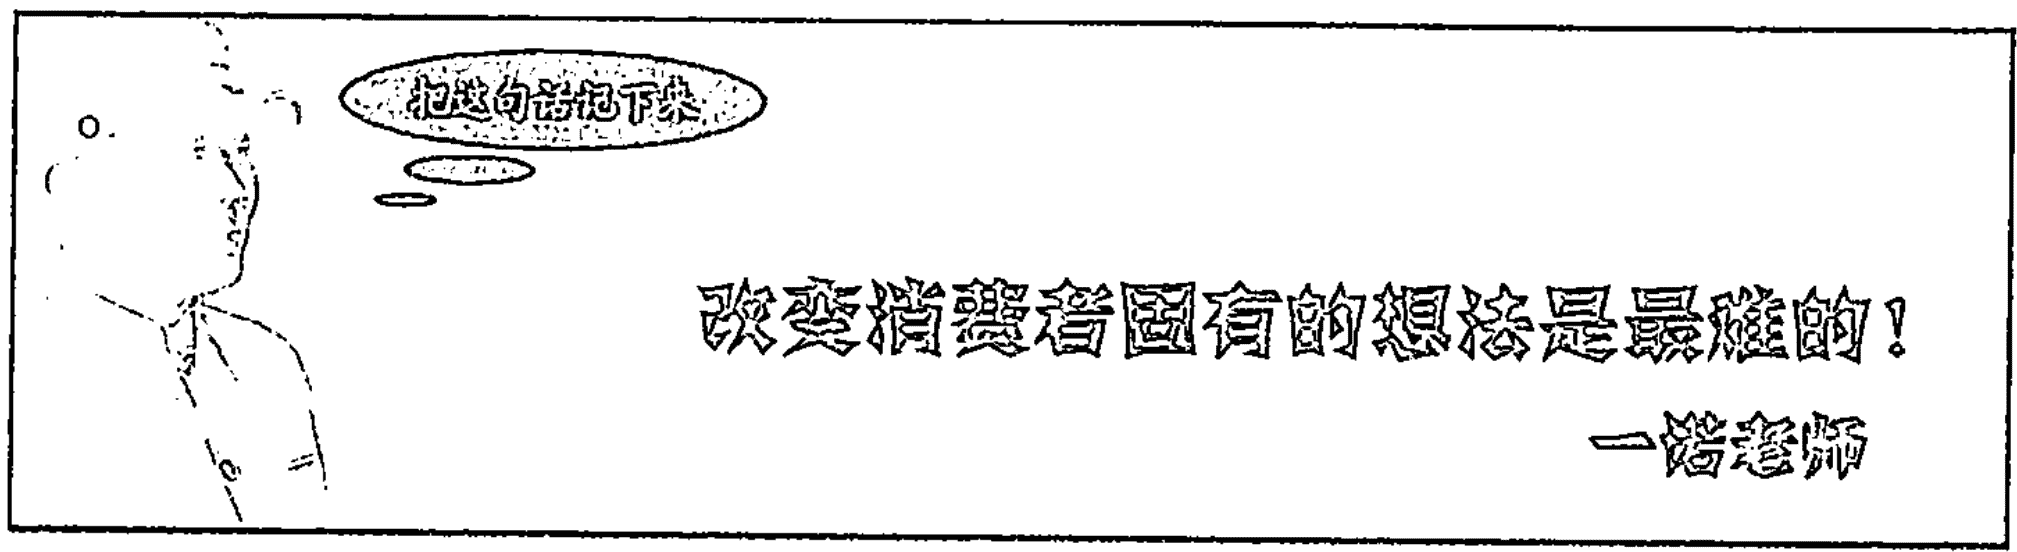 把这句话记下来
改变消费者固有的想法是最难的！
一诺老师